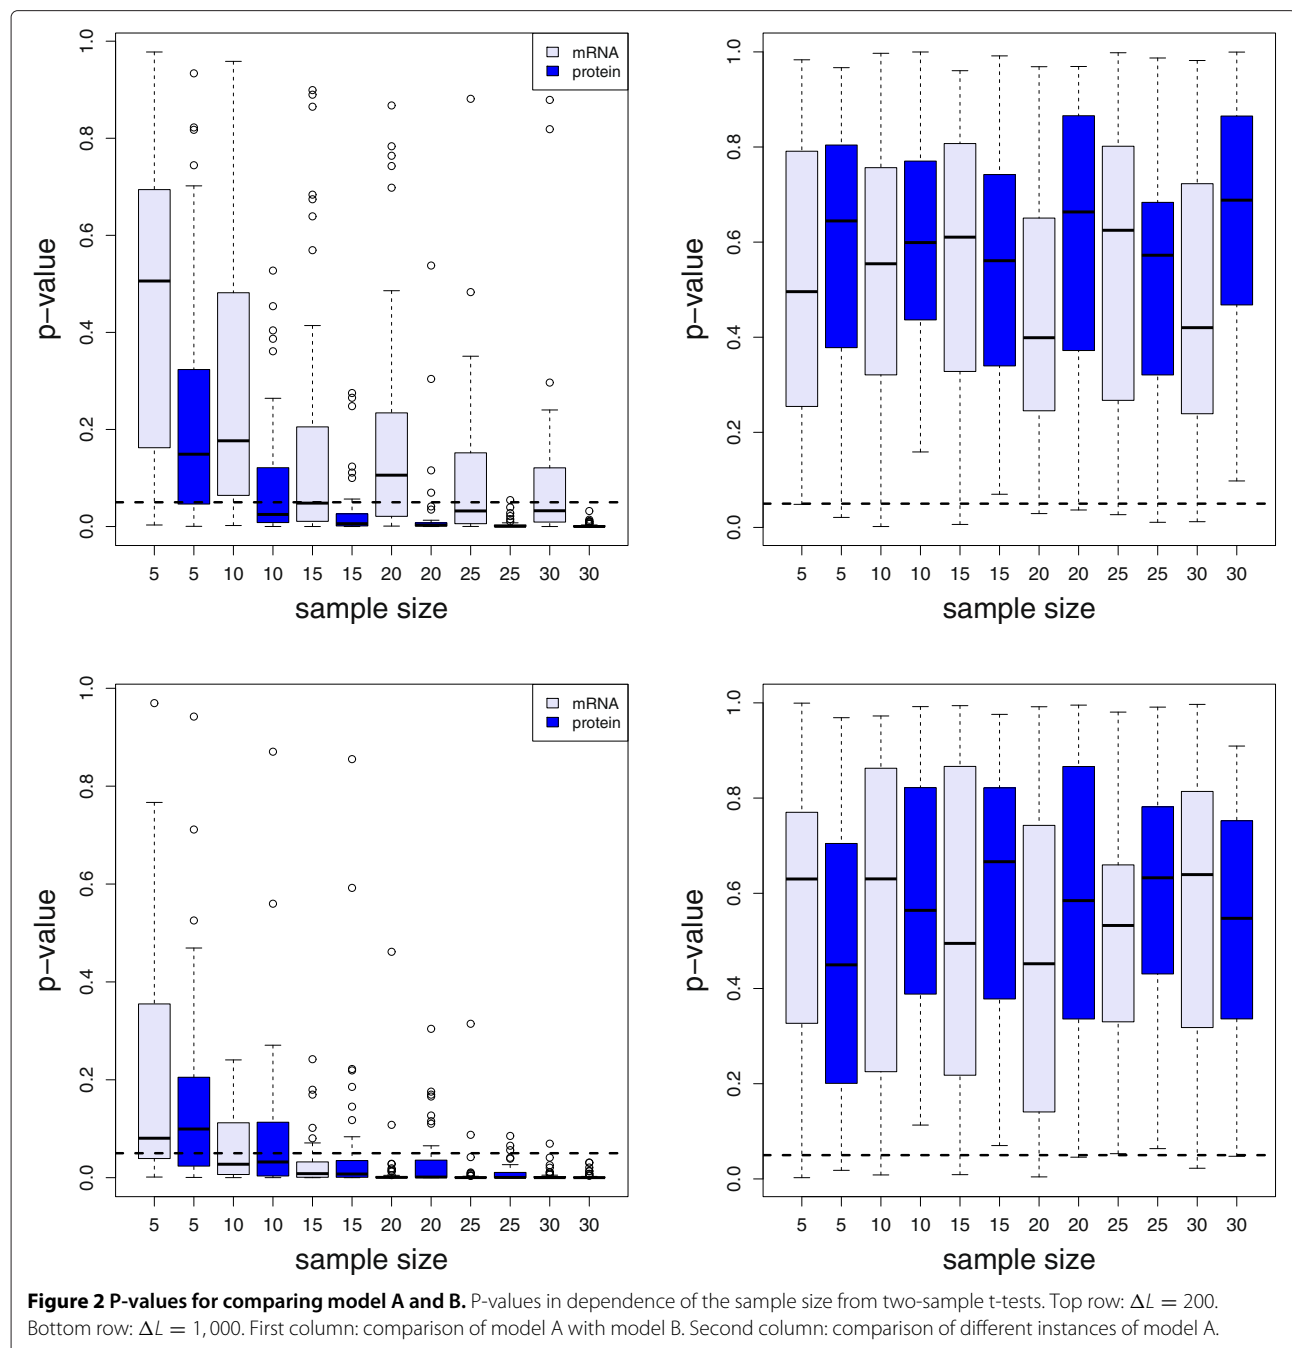 mRNA
protein
p−value
0.0 0.2 0.4 0.6 0.8 1.0
5 5 10 10 15 15 20 20 25 25 30 30
sample size
p−value
0.0 0.2 0.4 0.6 0.8 1.0
5 5 10 10 15 15 20 20 25 25 30 30
sample size
mRNA
protein
p−value
0.0 0.2 0.4 0.6 0.8 1.0
5 5 10 10 15 15 20 20 25 25 30 30
sample size
p−value
0.0 0.2 0.4 0.6 0.8 1.0
5 5 10 10 15 15 20 20 25 25 30 30
sample size
Figure 2 P-values for comparing model A and B. P-values in dependence of the sample size from two-sample t-tests. Top row: ΔL = 200.
Bottom row: ΔL = 1, 000. First column: comparison of model A with model B. Second column: comparison of different instances of model A.